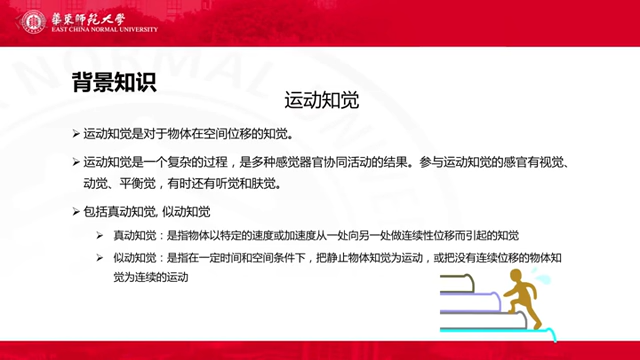 華東師範大學
EAST CHINA NORMAL UNIVERSITY
背景知识
运动知觉
➢ 运动知觉是对于物体在空间位移的知觉。
➢ 运动知觉是一个复杂的过程，是多种感觉器官协同活动的结果。参与运动知觉的感官有视觉、
动觉、平衡觉，有时还有听觉和肤觉。
➢ 包括真动知觉, 似动知觉
➢ 真动知觉：是指物体以特定的速度或加速度从一处向另一处做连续性位移而引起的知觉
➢ 似动知觉：是指在一定时间和空间条件下，把静止物体知觉为运动，或把没有连续位移的物体知
觉为连续的运动